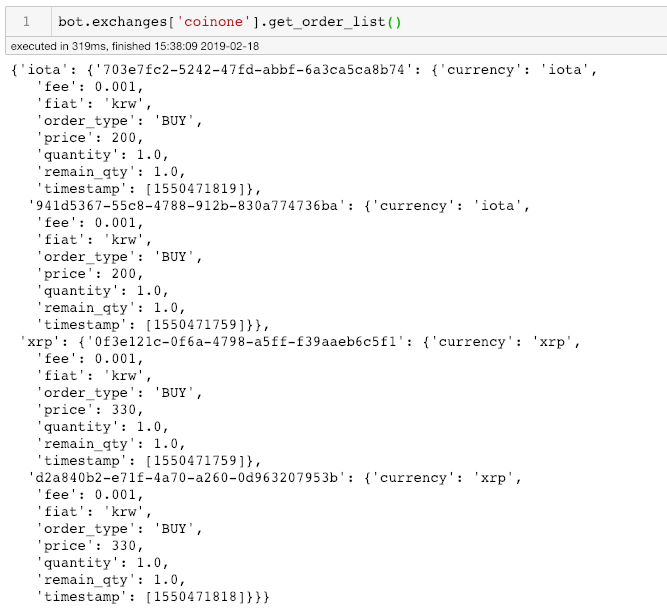 1 bot.exchanges['coinone'].get_order_list()
executed in 319ms, finished 15:38:09 2019-02-18
{'iota': {'703e7fc2-5242-47fd-abbf-6a3ca5ca8b74': {'currency': 'iota',
'fee': 0.001,
'fiat': 'krw',
'order_type': 'BUY',
'price': 200,
'quantity': 1.0,
'remain_qty': 1.0,
'timestamp': [1550471819]},
'941d5367-55c8-4788-912b-830a774736ba': {'currency': 'iota',
'fee': 0.001,
'fiat': 'krw',
'order_type': 'BUY',
'price': 200,
'quantity': 1.0,
'remain_qty': 1.0,
'timestamp': [1550471759]}},
'xrp': {'0f3e121c-0f6a-4798-a5ff-f39aaeb6c5f1': {'currency': 'xrp',
'fee': 0.001,
'fiat': 'krw',
'order_type': 'BUY',
'price': 330,
'quantity': 1.0,
'remain_qty': 1.0,
'timestamp': [1550471759]},
'd2a840b2-e71f-4a70-a260-0d963207953b': {'currency': 'xrp',
'fee': 0.001,
'fiat': 'krw',
'order_type': 'BUY',
'price': 330,
'quantity': 1.0,
'remain_qty': 1.0,
'timestamp': [1550471818]}}}